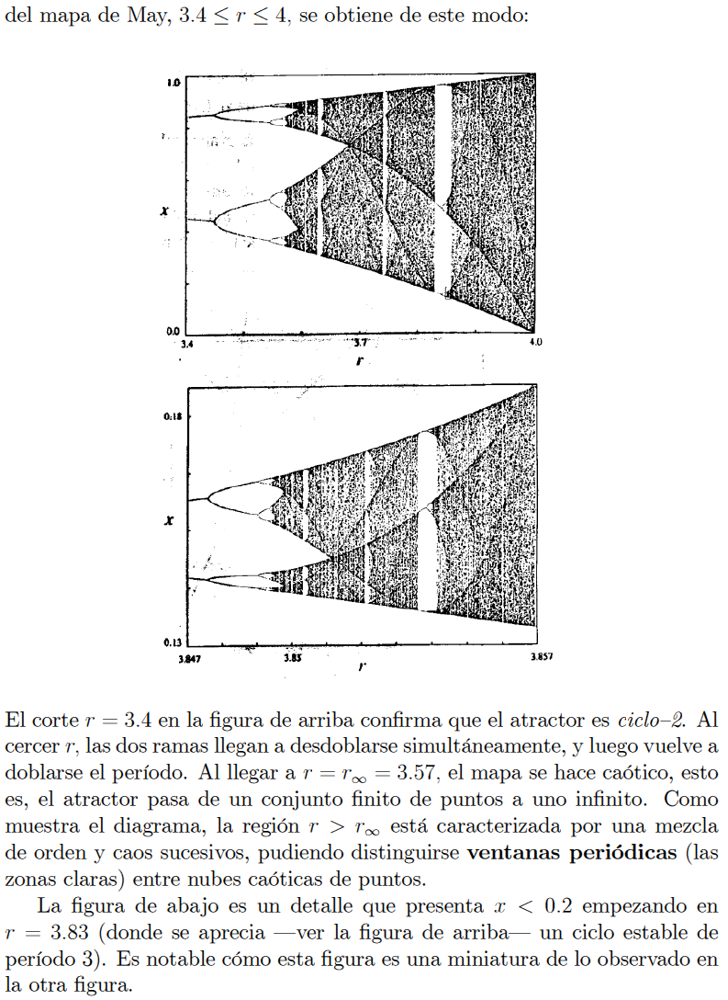 del mapa de May, 3.4 ≤ r ≤ 4, se obtiene de este modo:
1.0
x
0.0
3.4
3.7
4.0
r
0.18
x
0.13
3.847
3.85
3.857
r
El corte r = 3.4 en la figura de arriba confirma que el atractor es ciclo–2. Al
cercer r, las dos ramas llegan a desdoblarse simultáneamente, y luego vuelve a
doblarse el período. Al llegar a r = r∞ = 3.57, el mapa se hace caótico, esto
es, el atractor pasa de un conjunto finito de puntos a uno infinito. Como
muestra el diagrama, la región r > r∞ está caracterizada por una mezcla
de orden y caos sucesivos, pudiendo distinguirse ventanas periódicas (las
zonas claras) entre nubes caóticas de puntos.
La figura de abajo es un detalle que presenta x < 0.2 empezando en
r = 3.83 (donde se aprecia —ver la figura de arriba— un ciclo estable de
período 3). Es notable cómo esta figura es una miniatura de lo observado en
la otra figura.